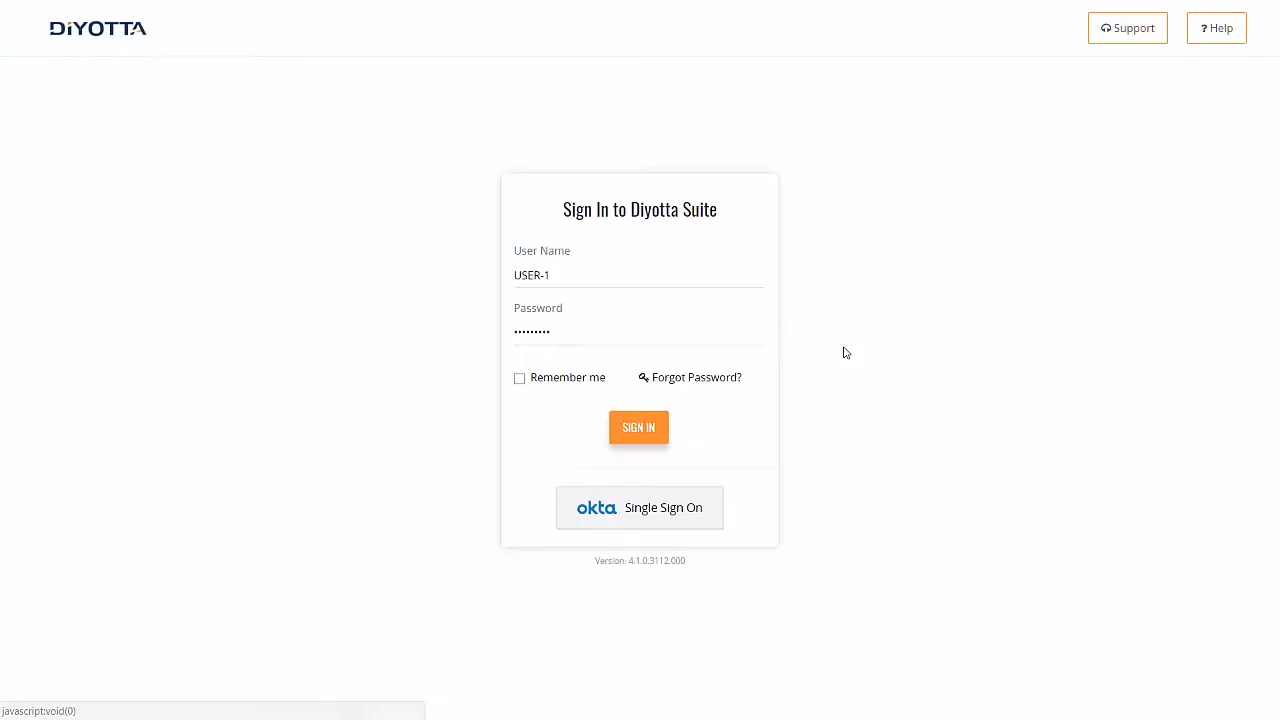 DiYOTTA
Support
? Help
Sign In to Diyotta Suite
User Name
USER-1
Password
•••••••••
Remember me
Forgot Password?
SIGN IN
okta Single Sign On
Version: 4.1.0.3112.000
javascript:void(0)